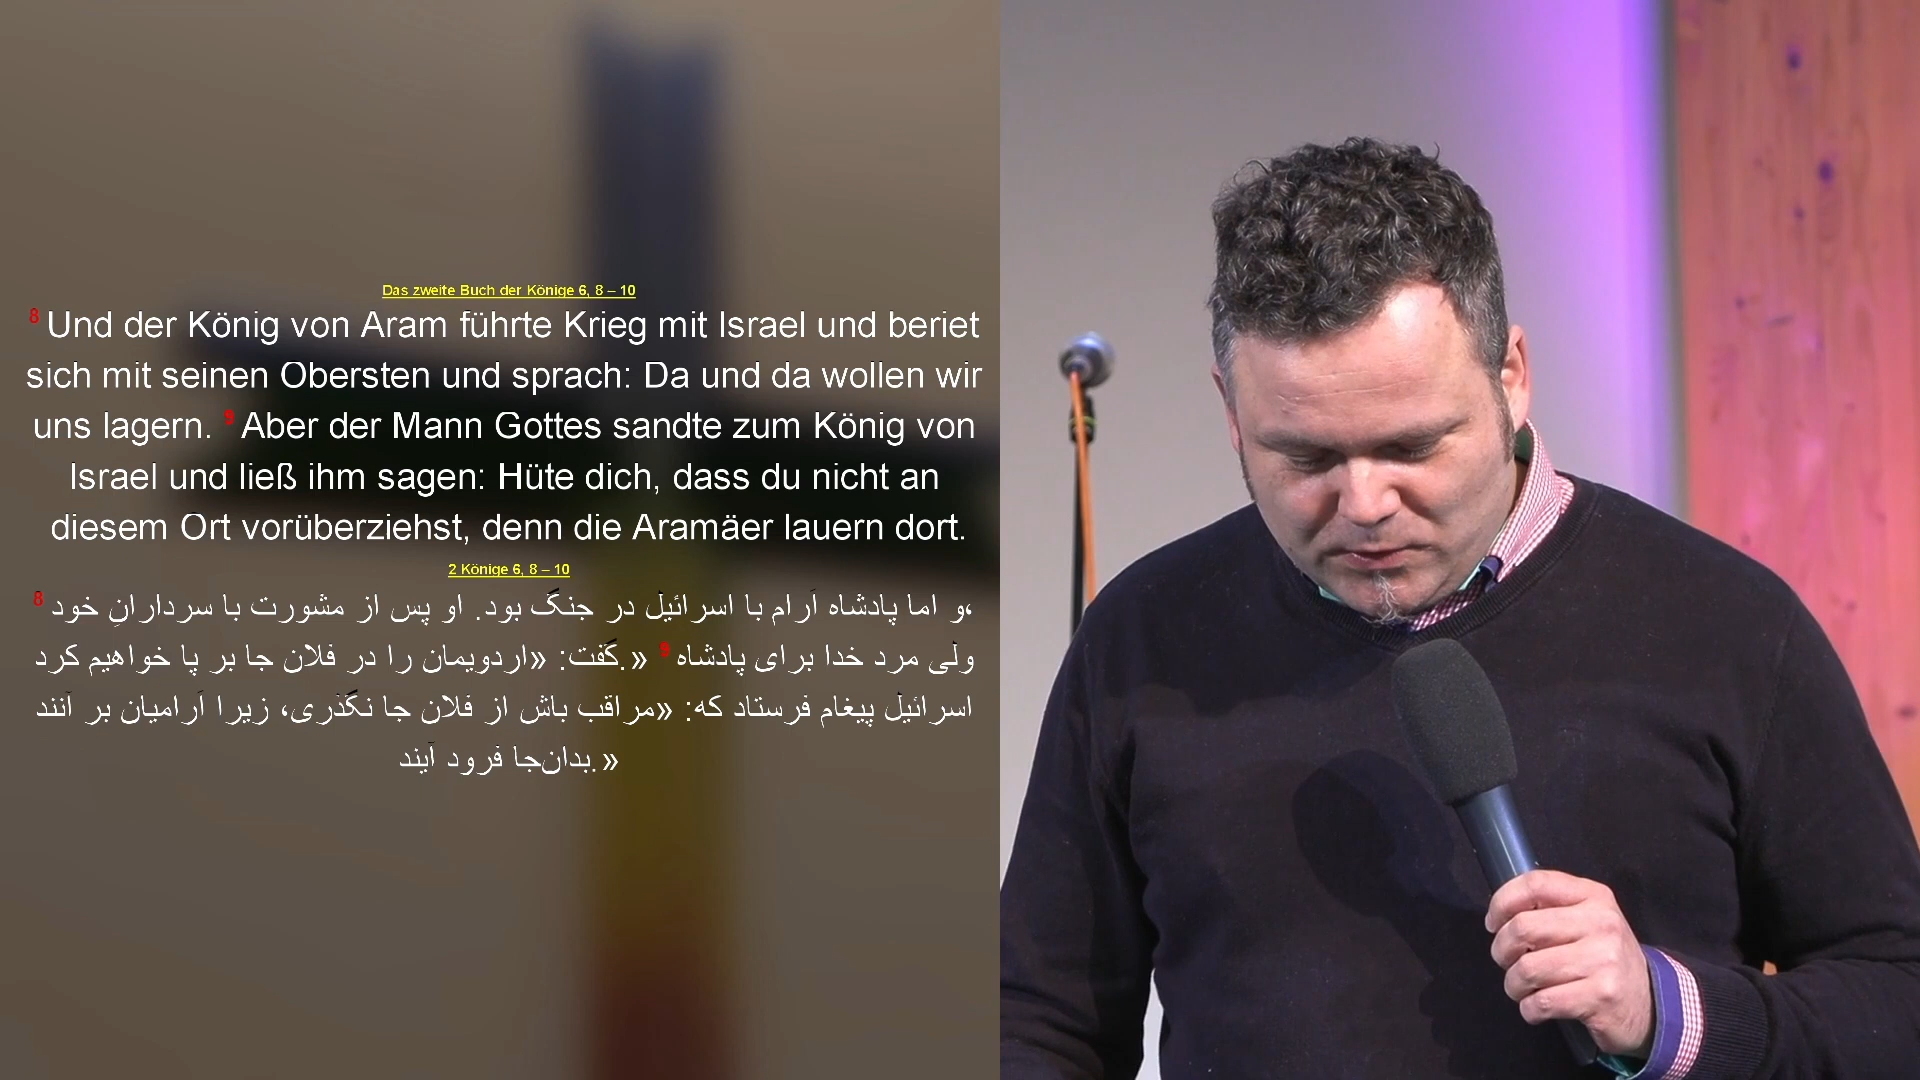 Das zweite Buch der Könige 6, 8 – 10
8 Und der König von Aram führte Krieg mit Israel und beriet
sich mit seinen Obersten und sprach: Da und da wollen wir
uns lagern. 9 Aber der Mann Gottes sandte zum König von
Israel und ließ ihm sagen: Hüte dich, dass du nicht an
diesem Ort vorüberziehst, denn die Aramäer lauern dort.
2 Könige 6, 8 – 10
8 و اما پادشاه اَرام با اسرائیل در جنگ بود. او پس از مشورت با سردارانِ خود،
گفت: «اردویمان را در فلان جا بر پا خواهیم کرد.» 9 ولی مرد خدا برای پادشاه
اسرائیل پیغام فرستاد که: «مراقب باش از فلان جا نگذری، زیرا اَرامیان بر آنند
بدان‌جا فرود آیند.»